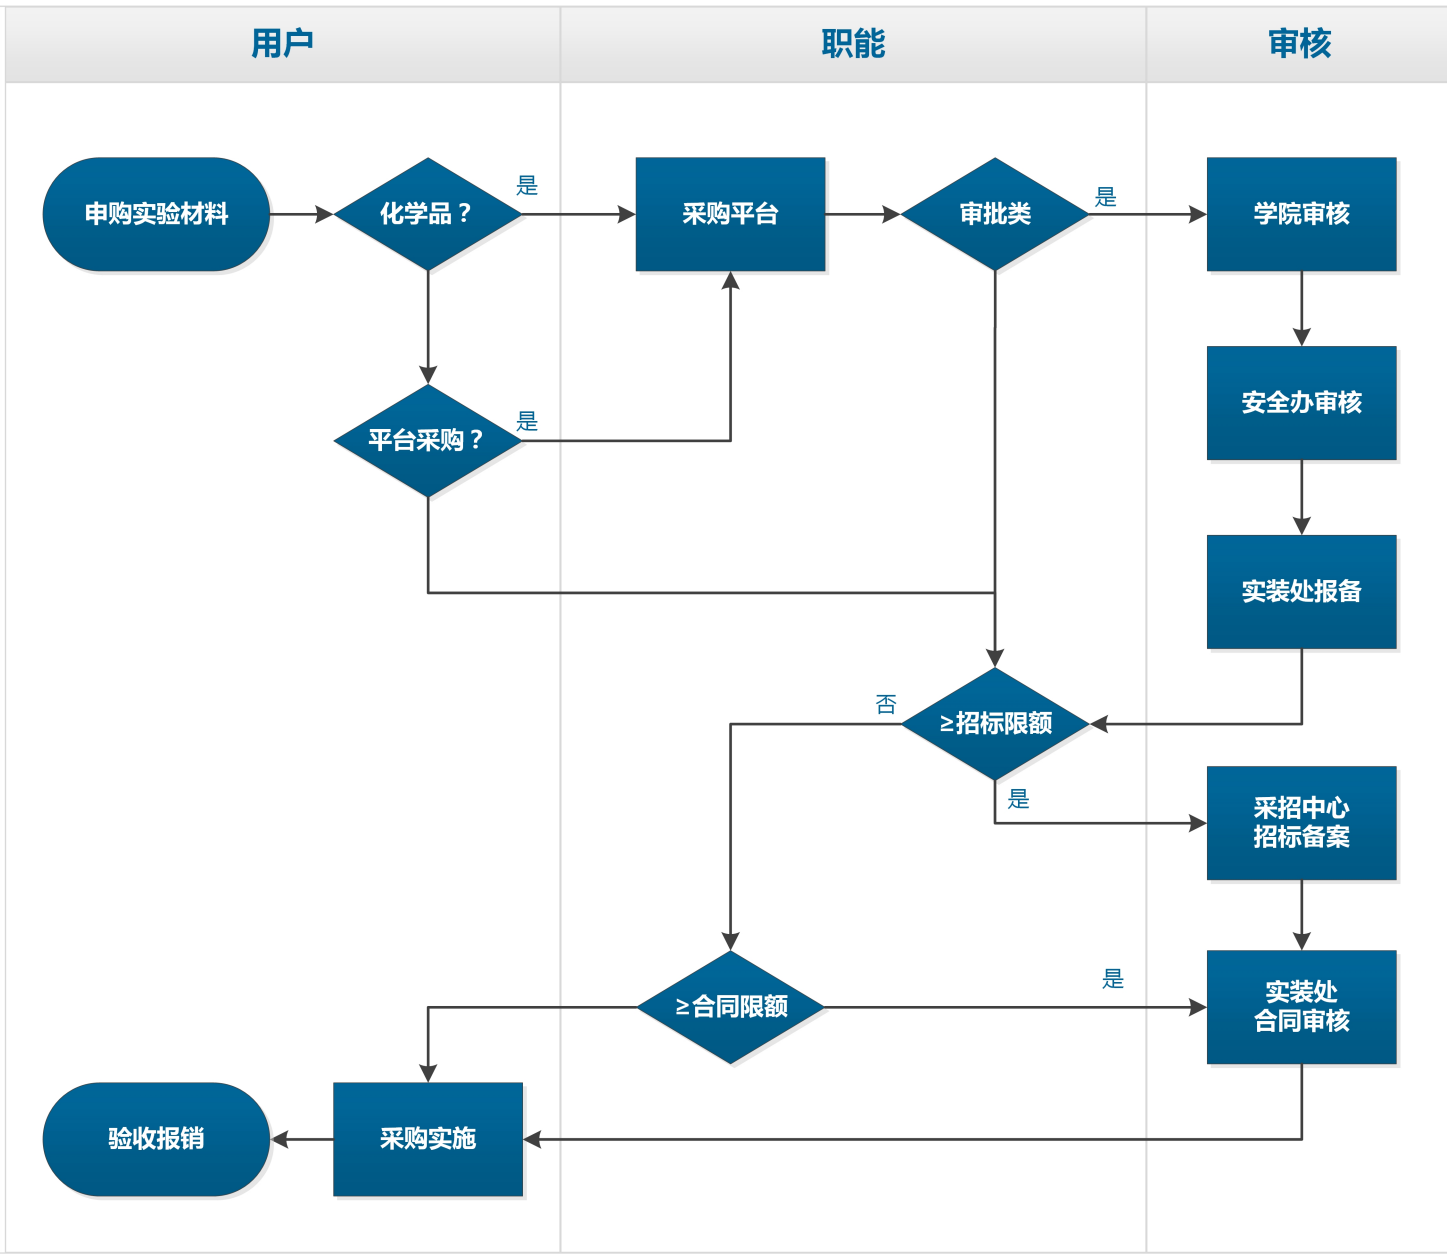 用户
职能
审核
申购实验材料
化学品？
是
采购平台
审批类
是
学院审核
安全办审核
平台采购？
是
实装处报备
否
≥招标限额
是
采招中心
招标备案
≥合同限额
是
实装处
合同审核
验收报销
采购实施